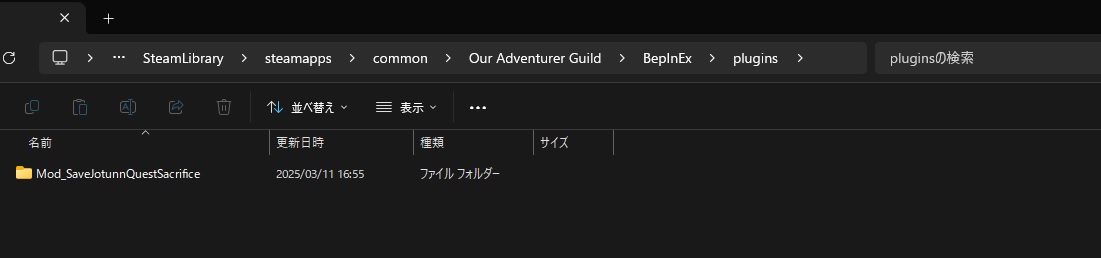 SteamLibrary > steamapps > common > Our Adventurer Guild > BepInEx > plugins > pluginsの検索
並べ替え 表示
名前 更新日時 種類 サイズ
Mod_SaveJotunnQuestSacrifice 2025/03/11 16:55 ファイル フォルダー